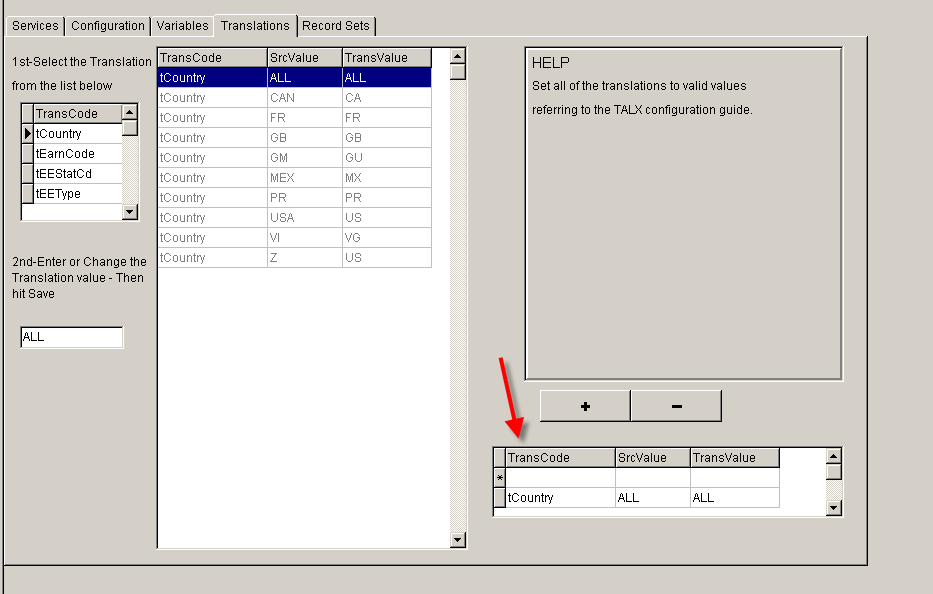 Services Configuration Variables Translations Record Sets
1st-Select the Translation
from the list below
TransCode
tCountry
tEarnCode
tEEStatCd
tEEType
2nd-Enter or Change the
Translation value - Then
hit Save
ALL
TransCode SrcValue TransValue
tCountry ALL ALL
tCountry CAN CA
tCountry FR FR
tCountry GB GB
tCountry GM GU
tCountry MEX MX
tCountry PR PR
tCountry USA US
tCountry VI VG
tCountry Z US
HELP
Set all of the translations to valid values
referring to the TALX configuration guide.
+ -
TransCode SrcValue TransValue
*
tCountry ALL ALL